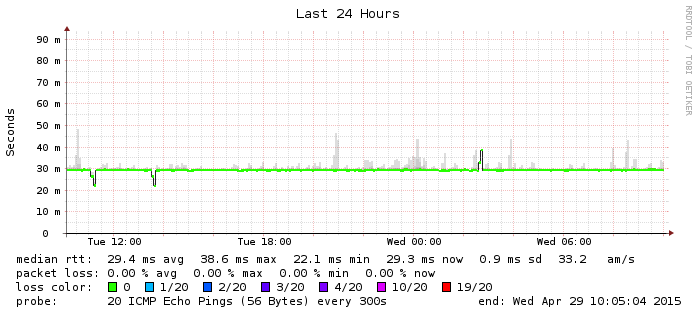 Last 24 Hours
RRDTOOL / TOBI OETIKER
Seconds
90 m
80 m
70 m
60 m
50 m
40 m
30 m
20 m
10 m
0
Tue 12:00 Tue 18:00 Wed 00:00 Wed 06:00
median rtt: 29.4 ms avg 38.6 ms max 22.1 ms min 29.3 ms now 0.9 ms sd 33.2 am/s
packet loss: 0.00 % avg 0.00 % max 0.00 % min 0.00 % now
loss color: 0 1/20 2/20 3/20 4/20 10/20 19/20
probe: 20 ICMP Echo Pings (56 Bytes) every 300s end: Wed Apr 29 10:05:04 2015